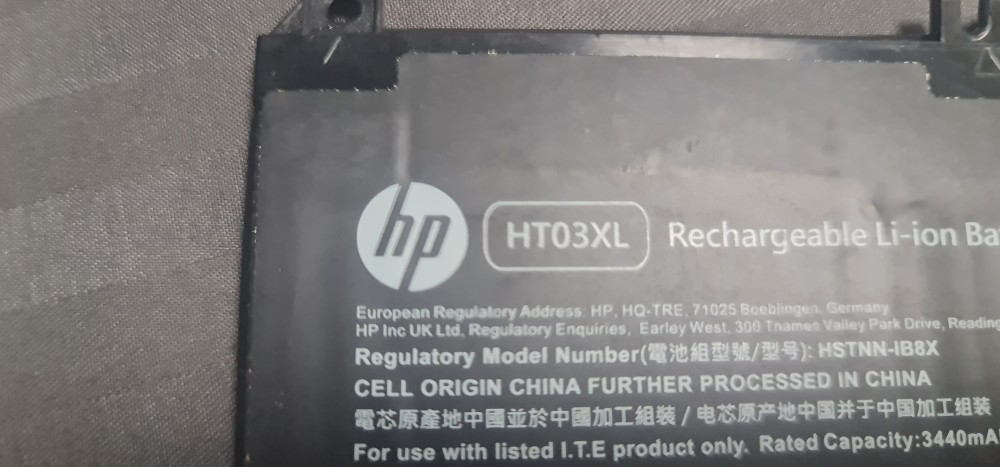 hp HT03XL Rechargeable Li-ion Ba
European Regulatory Address: HP, HQ-TRE, 71025 Boeblingen, Germany
HP Inc UK Ltd, Regulatory Enquiries, Earley West, 300 Thames Valley Park Drive, Reading
Regulatory Model Number(電池組型號/型号): HSTNN-IB8X
CELL ORIGIN CHINA FURTHER PROCESSED IN CHINA
電芯原產地中國並於中國加工組裝 / 电芯原产地中国并于中国加工组装
For use with listed I.T.E product only. Rated Capacity:3440mA